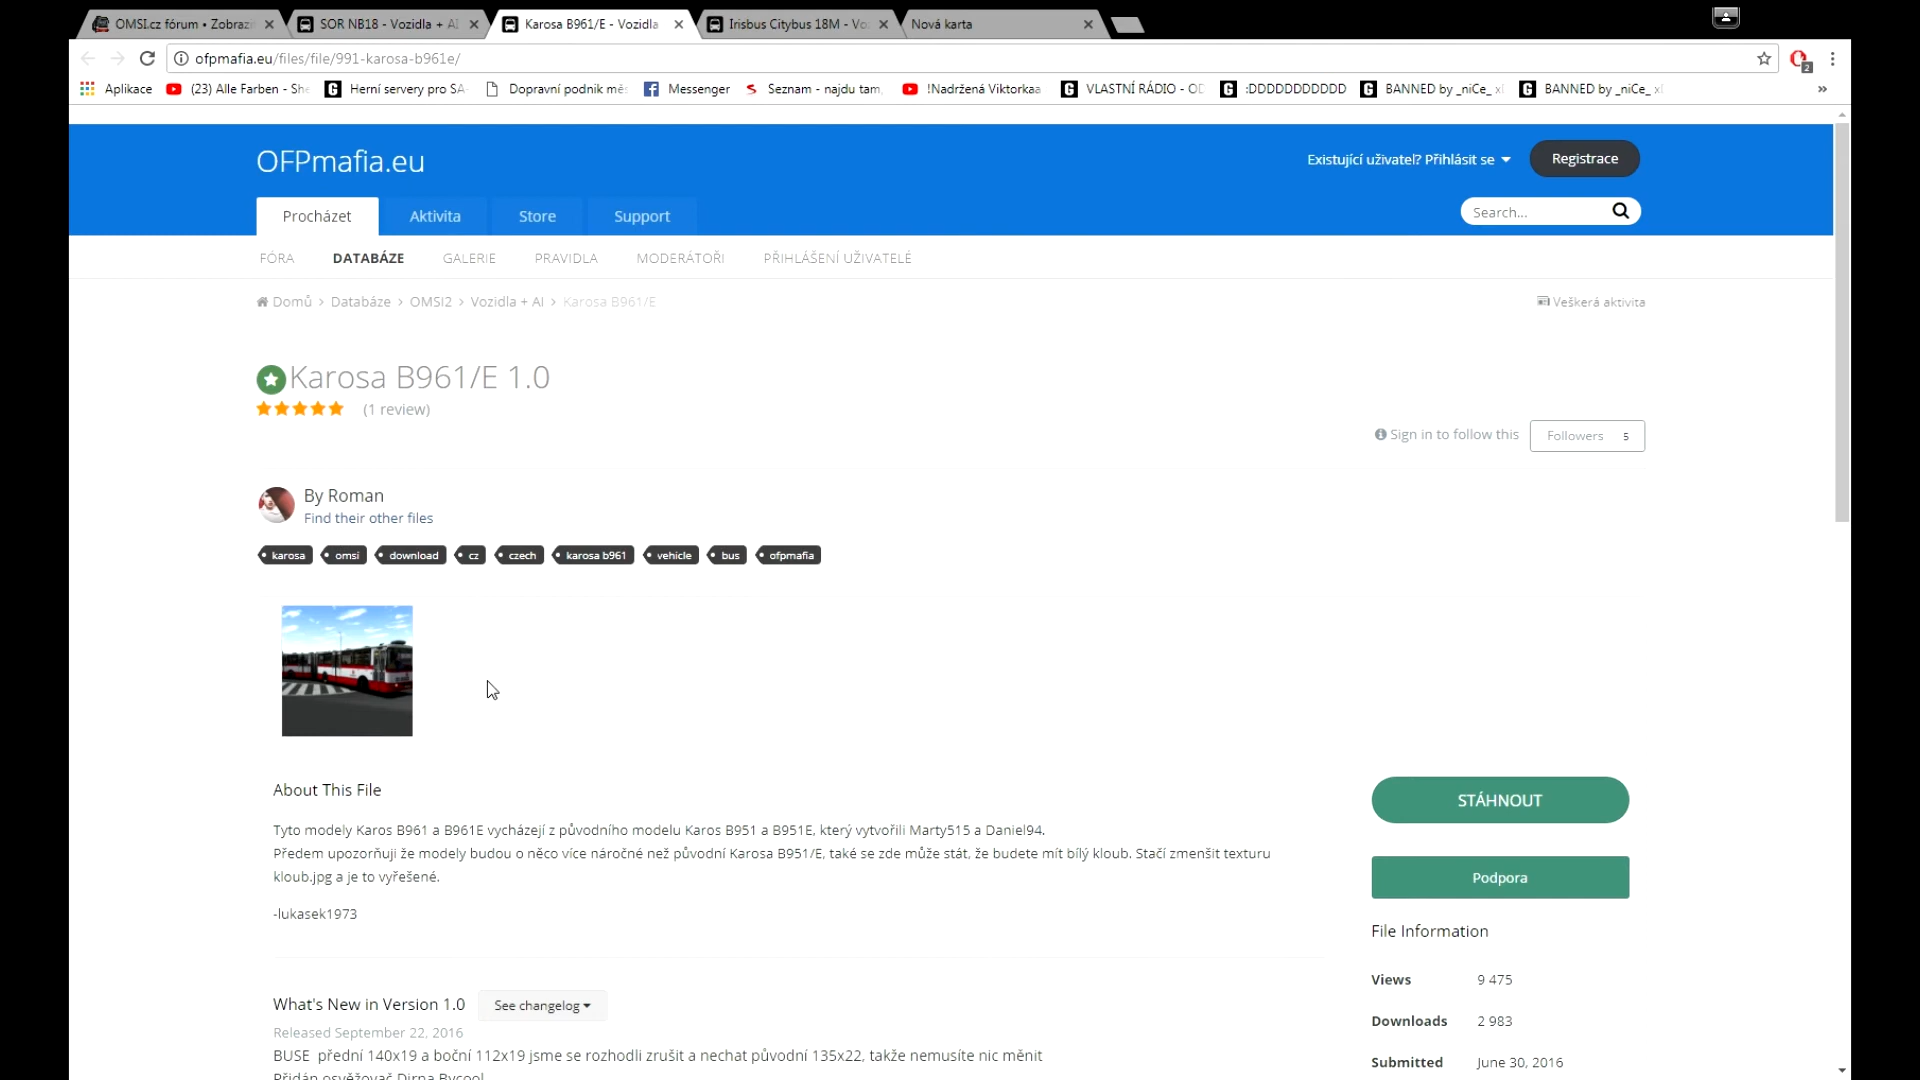 OMSI.cz fórum • Zobraz
SOR NB18 - Vozidla + AI
Karosa B961/E - Vozidla
Irisbus Citybus 18M - Vo
Nová karta
ofpmafia.eu/files/file/991-karosa-b961e/
2
Aplikace
(23) Alle Farben - She
Herní servery pro SA
Dopravní podnik mě
Messenger
Seznam - najdu tam
!Nadržená Viktorkaa
VLASTNÍ RÁDIO - OD
:DDDDDDDDDDD
BANNED by _niCe_ x
BANNED by _niCe_ x
»
OFPmafia.eu
Existující uživatel? Přihlásit se
Registrace
Procházet
Aktivita
Store
Support
Search...
FÓRA
DATABÁZE
GALERIE
PRAVIDLA
MODERÁTOŘI
PŘIHLÁŠENÍ UŽIVATELÉ
Domů > Databáze > OMSI2 > Vozidla + AI > Karosa B961/E
Veškerá aktivita
Karosa B961/E 1.0
(1 review)
Sign in to follow this
Followers 5
By Roman
Find their other files
karosa
omsi
download
cz
czech
karosa b961
vehicle
bus
ofpmafia
About This File
STÁHNOUT
Tyto modely Karos B961 a B961E vycházejí z původního modelu Karos B951 a B951E, který vytvořili Marty515 a Daniel94.
Předem upozorňuji že modely budou o něco více náročné než původní Karosa B951/E, také se zde může stát, že budete mít bílý kloub. Stačí zmenšit texturu
kloub.jpg a je to vyřešené.
Podpora
-lukasek1973
File Information
Views 9 475
What's New in Version 1.0
See changelog
Downloads 2 983
Released September 22, 2016
BUSE přední 140x19 a boční 112x19 jsme se rozhodli zrušit a nechat původní 135x22, takže nemusíte nic měnit
Submitted June 30, 2016
Přidán osvěžovač Dirna Bycool